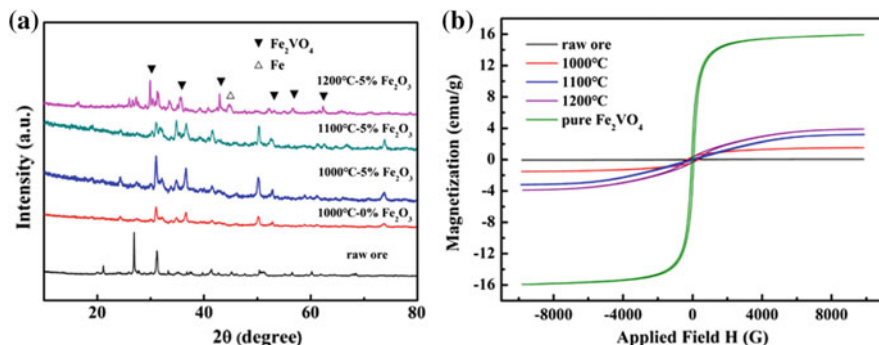 (a)
▼ Fe₂VO₄
△ Fe
1200°C-5% Fe₂O₃
1100°C-5% Fe₂O₃
1000°C-5% Fe₂O₃
1000°C-0% Fe₂O₃
raw ore
Intensity (a.u.)
20 40 60 80
2θ (degree)
(b)
raw ore
1000°C
1100°C
1200°C
pure Fe₂VO₄
Magnetization (emu/g)
16
12
8
4
0
-4
-8
-12
-16
-8000 -4000 0 4000 8000
Applied Field H (G)